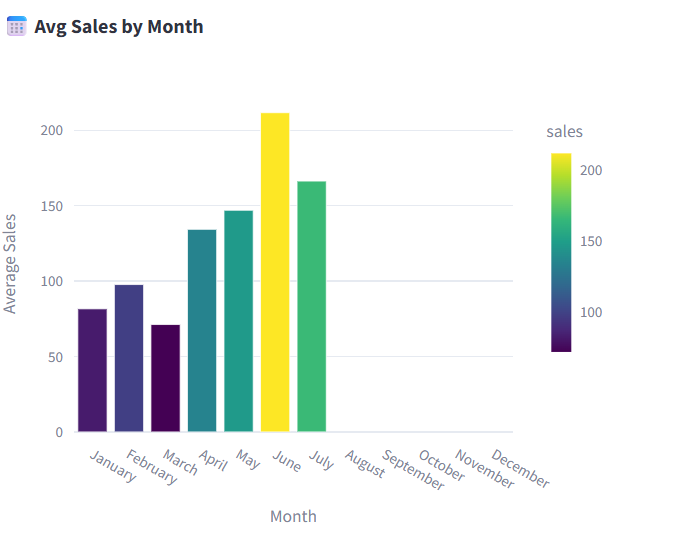 Avg Sales by Month
sales
200
150
100
Average Sales
200
150
100
50
0
January
February
March
April
May
June
July
August
September
October
November
December
Month